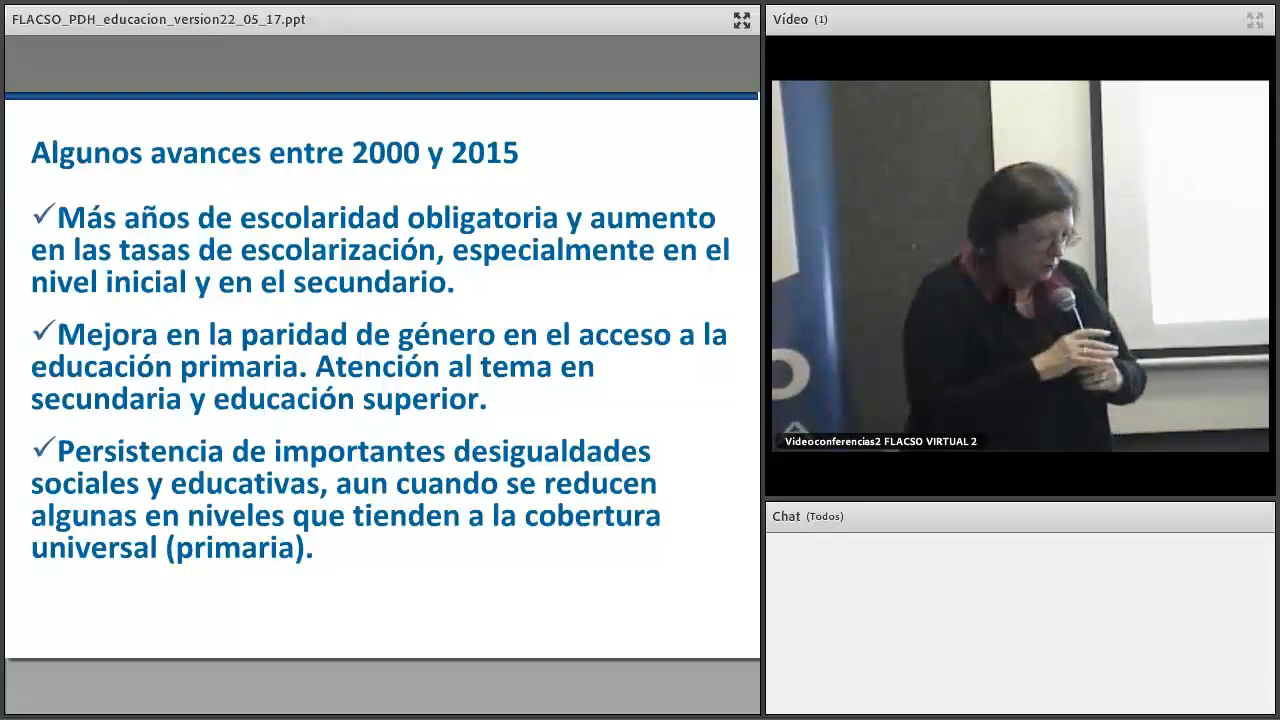 FLACSO_PDH_educacion_version22_05_17.ppt
Algunos avances entre 2000 y 2015
✓Más años de escolaridad obligatoria y aumento
en las tasas de escolarización, especialmente en el
nivel inicial y en el secundario.
✓Mejora en la paridad de género en el acceso a la
educación primaria. Atención al tema en
secundaria y educación superior.
✓Persistencia de importantes desigualdades
sociales y educativas, aun cuando se reducen
algunas en niveles que tienden a la cobertura
universal (primaria).
Vídeo (1)
O
Videoconferencias2 FLACSO VIRTUAL 2
Chat (Todos)